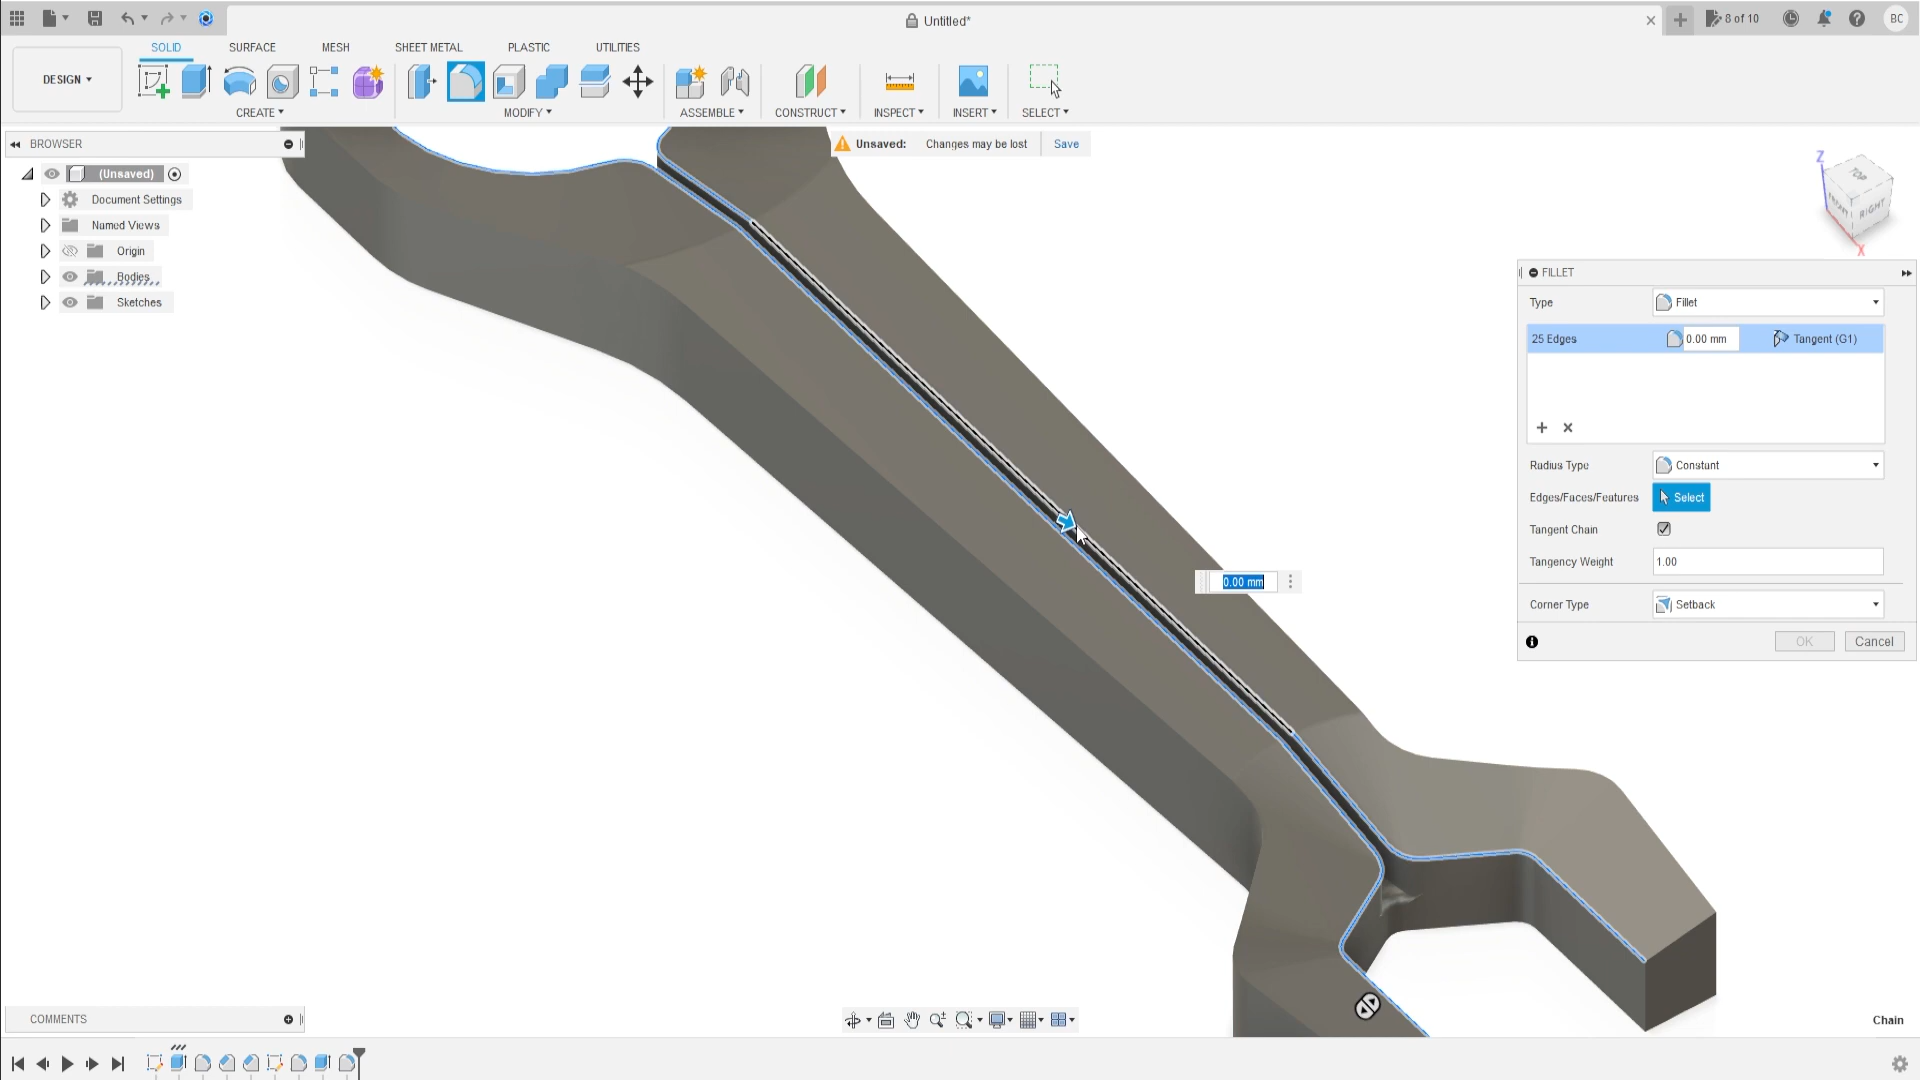 Untitled*
8 of 10
BC
DESIGN
SOLID
SURFACE
MESH
SHEET METAL
PLASTIC
UTILITIES
CREATE
MODIFY
ASSEMBLE
CONSTRUCT
INSPECT
INSERT
SELECT
BROWSER
Unsaved: Changes may be lost Save
(Unsaved)
Document Settings
Named Views
Origin
Bodies
Sketches
Z
TOP
FRONT
RIGHT
X
FILLET
Type Fillet
25 Edges 0.00 mm Tangent (G1)
Radius Type Constant
Edges/Faces/Features Select
Tangent Chain
Tangency Weight 1.00
Corner Type Setback
OK Cancel
0.00 mm
COMMENTS
Chain